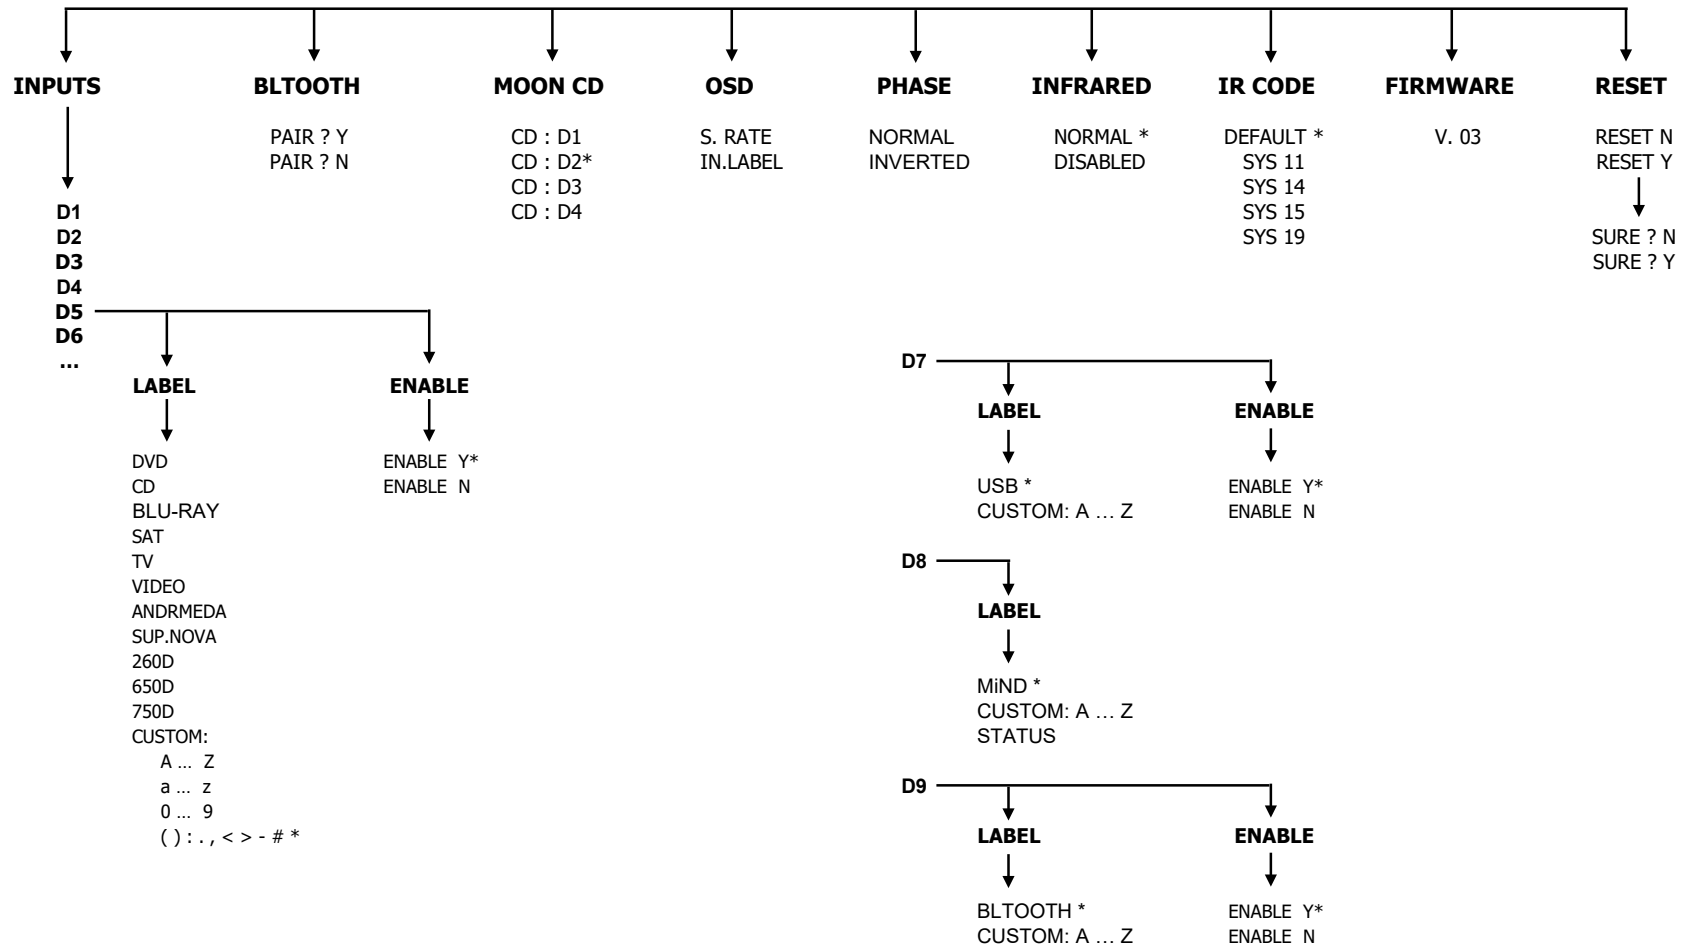 INPUTS BLTOOTH MOON CD OSD PHASE INFRARED IR CODE FIRMWARE RESET
PAIR ? Y CD : D1 S. RATE NORMAL NORMAL * DEFAULT * V. 03 RESET N
PAIR ? N CD : D2* IN.LABEL INVERTED DISABLED SYS 11 RESET Y
CD : D3 SYS 14
D1 CD : D4 SYS 15
D2 SYS 19 SURE ? N
D3 SURE ? Y
D4
D5
D6
... D7
LABEL ENABLE
LABEL ENABLE
DVD ENABLE Y*
CD ENABLE N USB * ENABLE Y*
BLU-RAY CUSTOM: A ... Z ENABLE N
SAT
TV D8
VIDEO
ANDRMEDA LABEL
SUP.NOVA
260D
650D MiND *
750D CUSTOM: A ... Z
CUSTOM: STATUS
A ... Z
a ... z D9
0 ... 9
( ) : . , < > - # * LABEL ENABLE
BLTOOTH * ENABLE Y*
CUSTOM: A ... Z ENABLE N